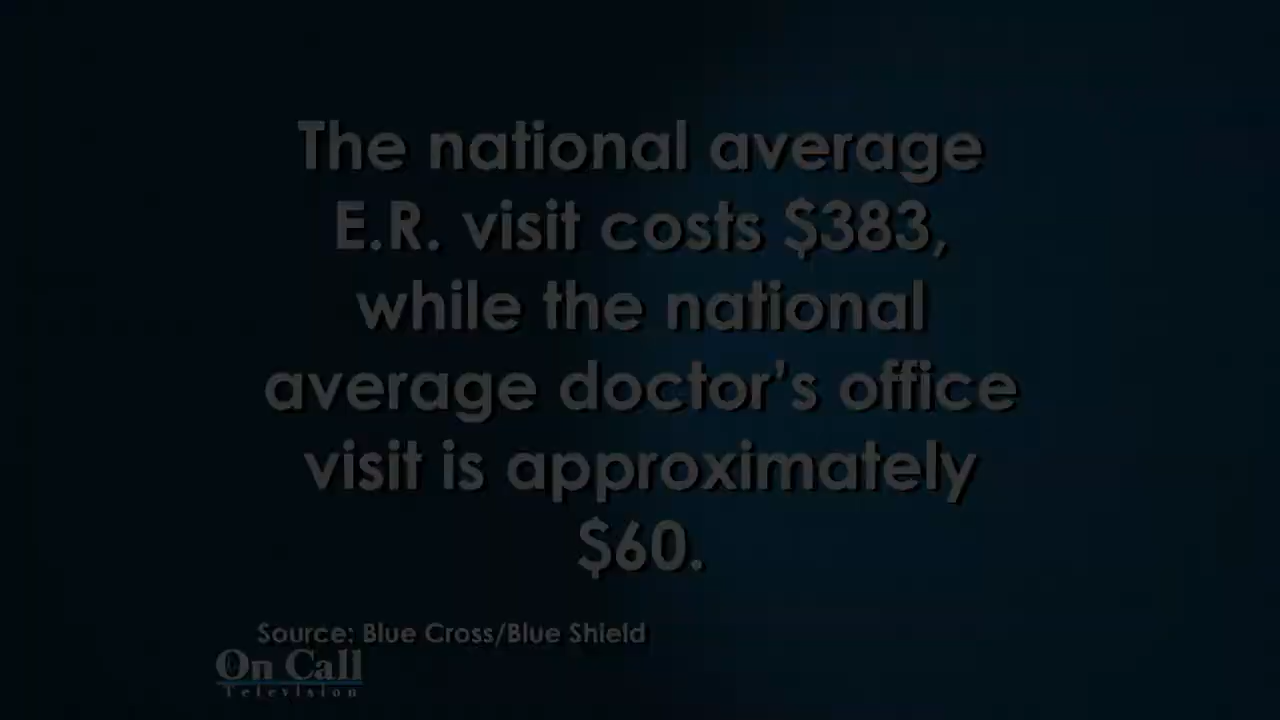 The national average
E.R. visit costs $383,
while the national
average doctor's office
visit is approximately
$60.
Source: Blue Cross/Blue Shield
On Call
Television